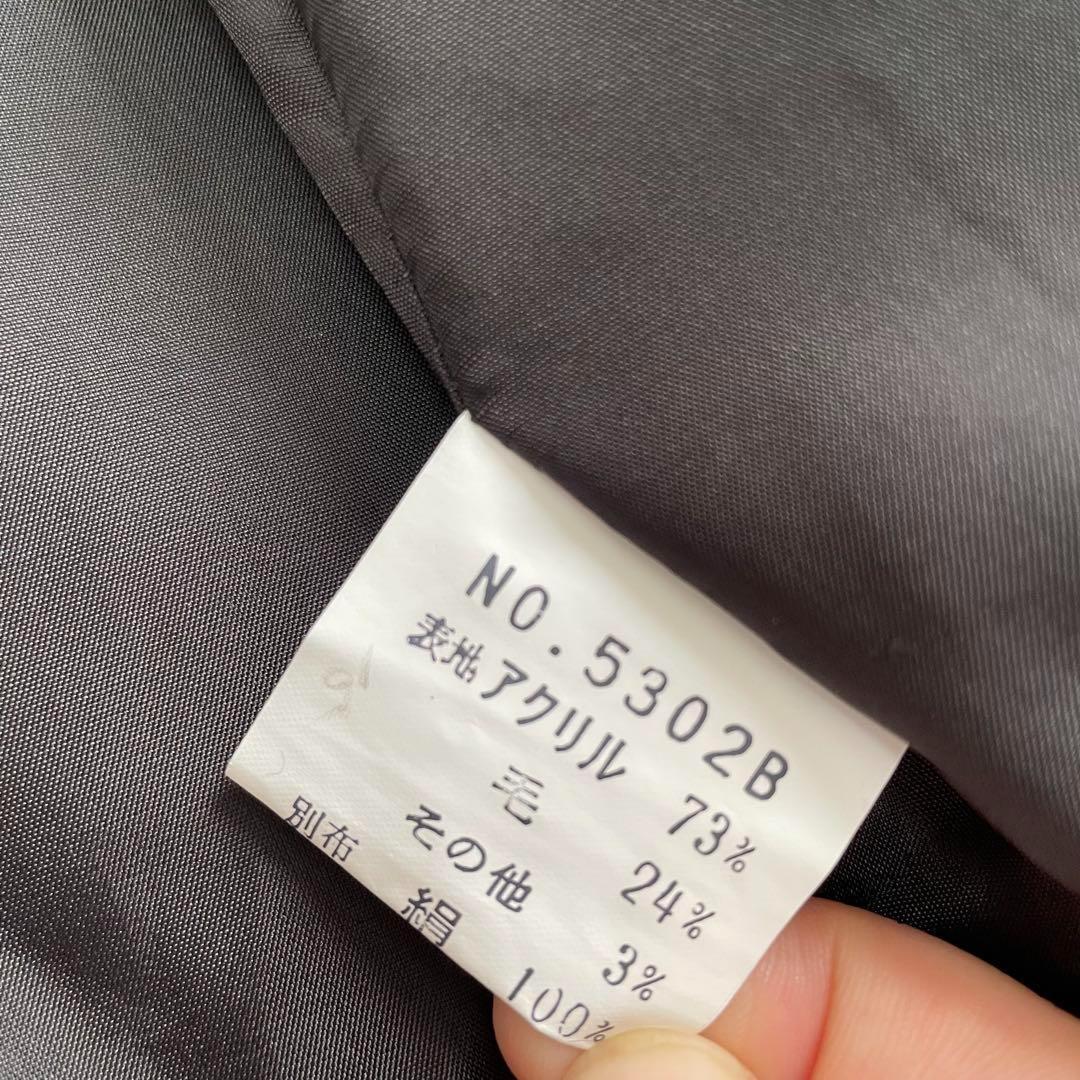 NO.5302B
表地 アクリル 73%
毛 24%
その他 3%
別布 絹 100%